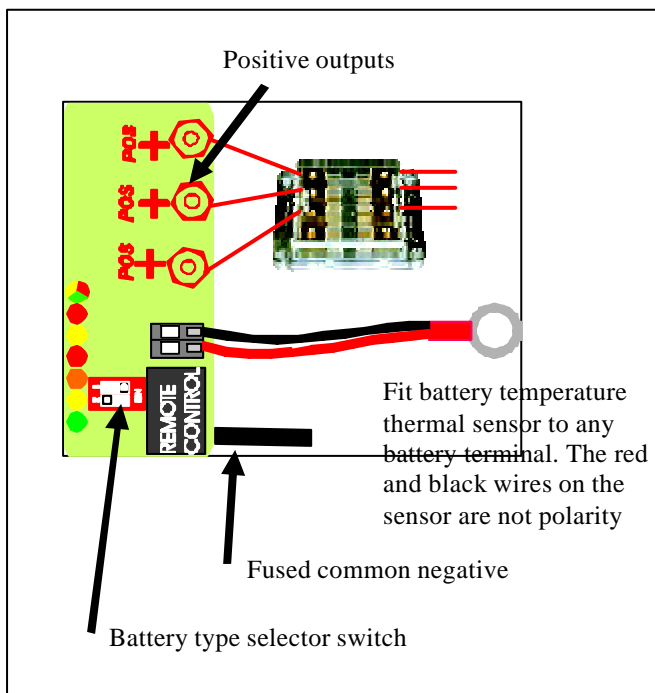 Positive outputs
POS +
POS +
POS +
REMOTE
CONTROL
Fit battery temperature
thermal sensor to any
battery terminal. The red
and black wires on the
sensor are not polarity
Fused common negative
Battery type selector switch